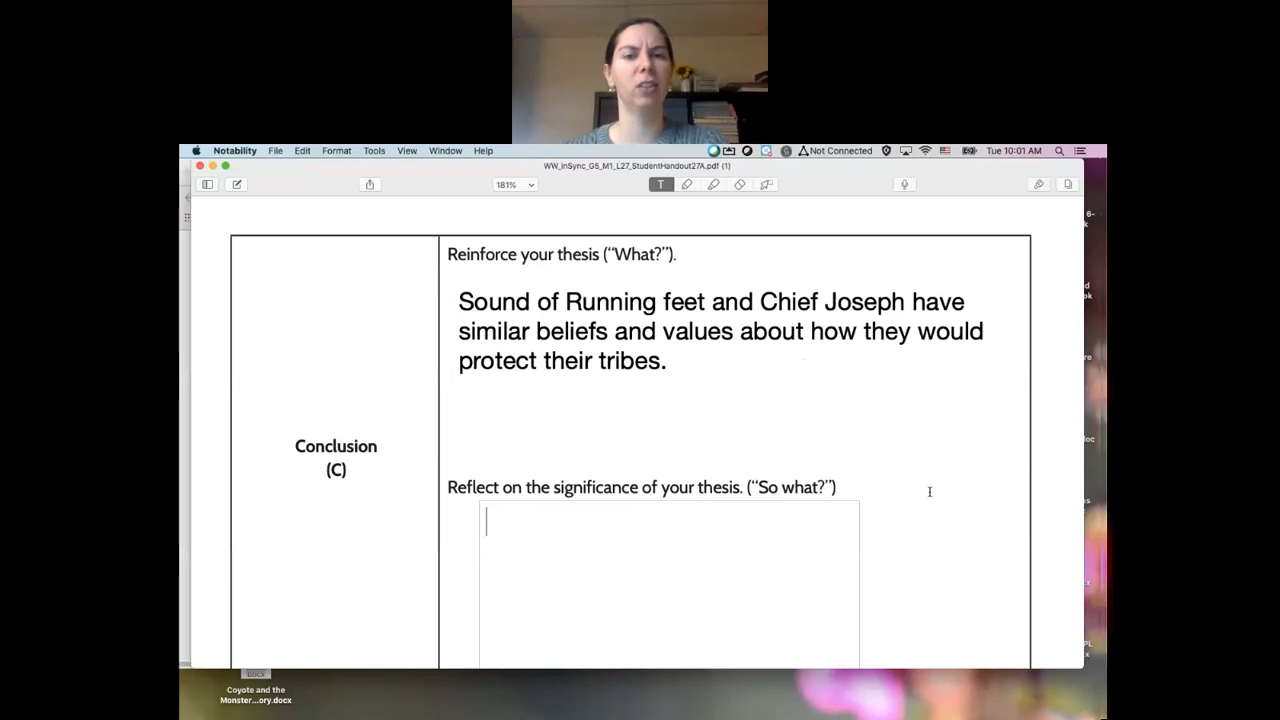 Notability File Edit Format Tools View Window Help Not Connected Tue 10:01 AM
WW_inSync_G5_M1_L27_StudentHandout27A.pdf (1)
181% T
6-
Reinforce your thesis (“What?”).
Sound of Running feet and Chief Joseph have
similar beliefs and values about how they would
protect their tribes.
Conclusion
(C)
Reflect on the significance of your thesis. (“So what?”)
DOCX
Coyote and the
Monster...ory.docx